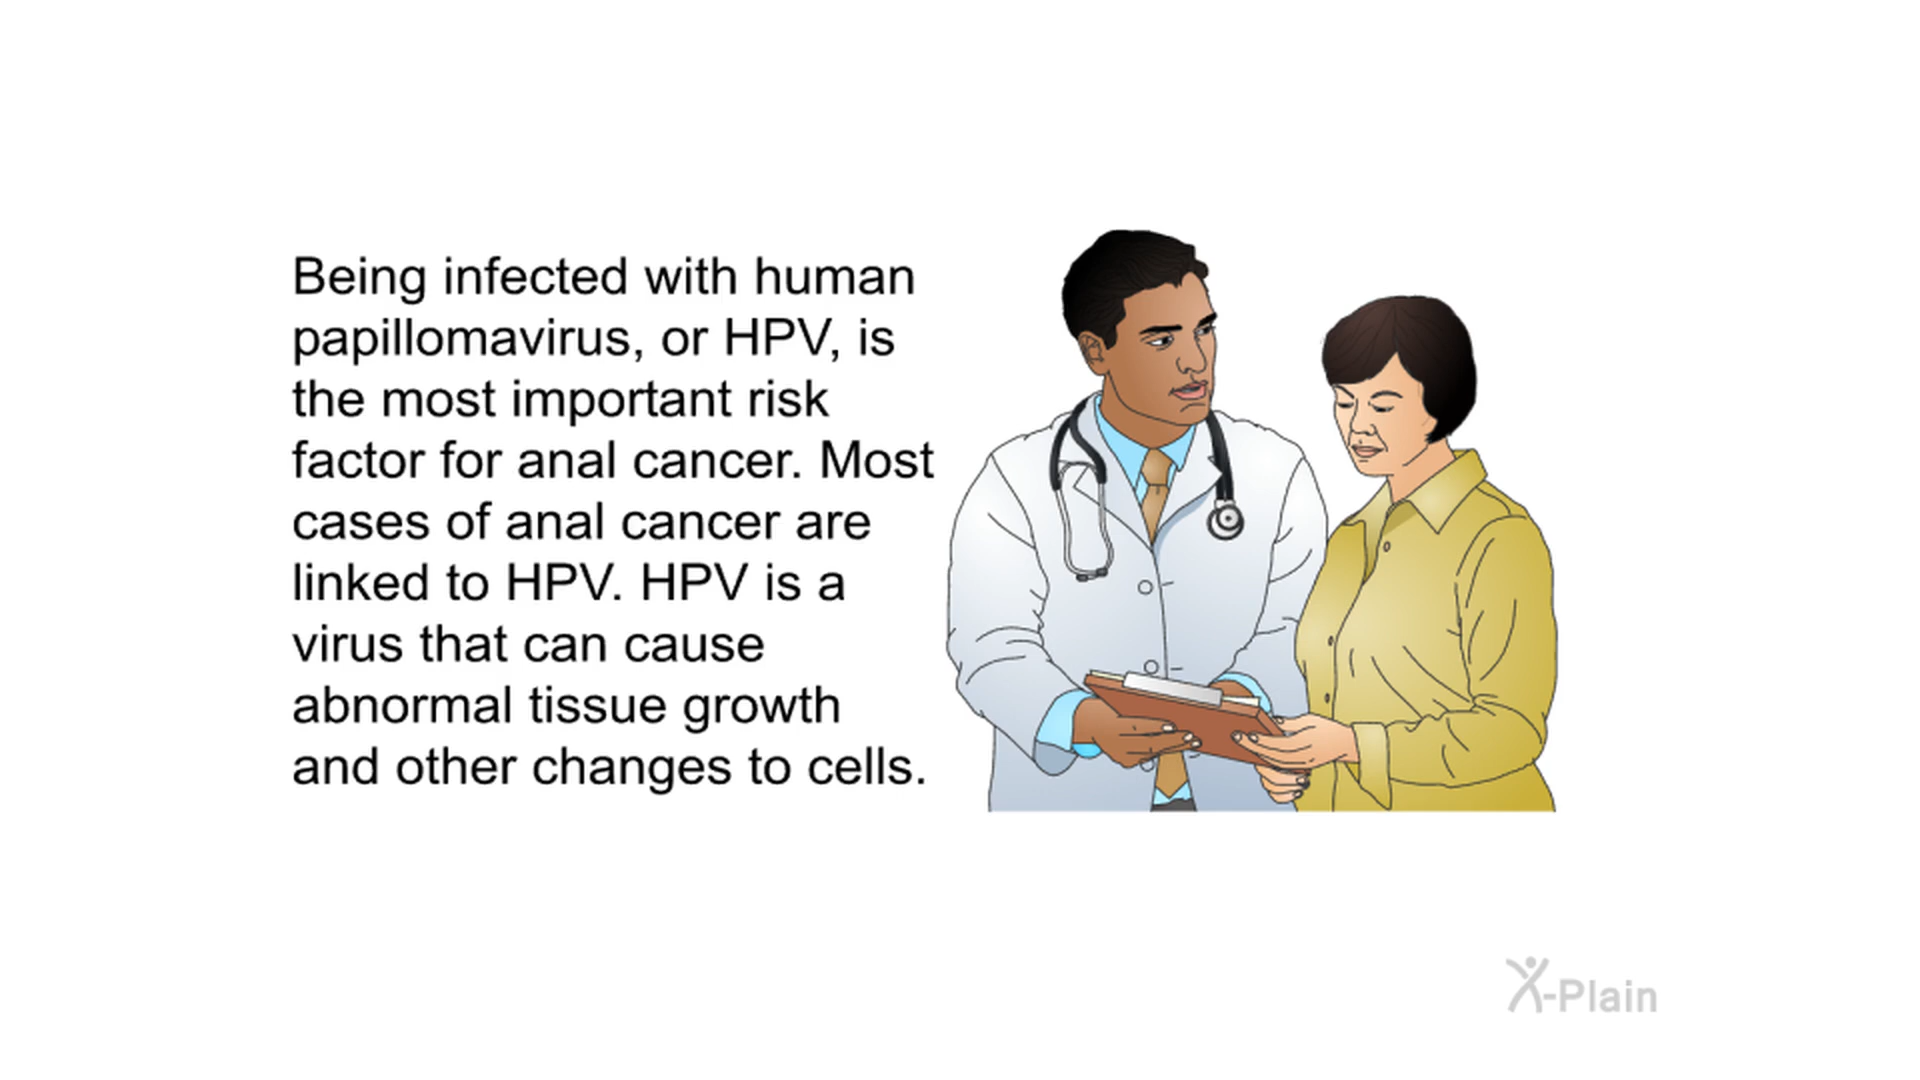 Being infected with human
papillomavirus, or HPV, is
the most important risk
factor for anal cancer. Most
cases of anal cancer are
linked to HPV. HPV is a
virus that can cause
abnormal tissue growth
and other changes to cells.
X-Plain